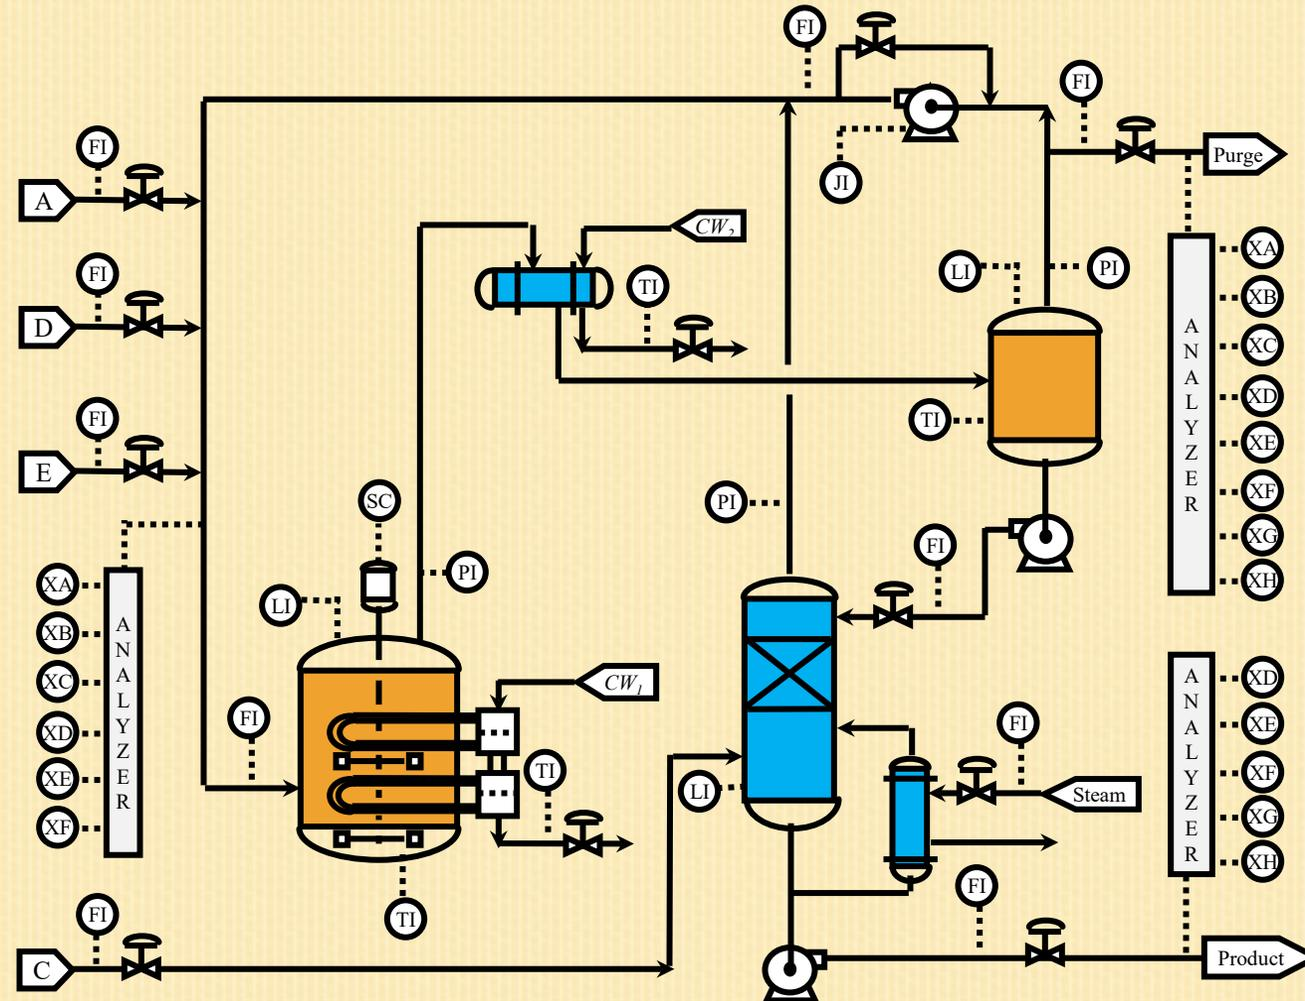 FI
FI
FI
Purge
JI
FI
A
CW2
LI
PI
TI
FI
D
TI
FI
E
ANALYZER
XA
XB
XC
XD
XE
XF
XG
XH
SC
PI
PI
LI
FI
XA
XB
XC
XD
XE
XF
ANALYZER
CW1
FI
TI
LI
FI
Steam
TI
ANALYZER
XD
XE
XF
XG
XH
FI
FI
C
Product